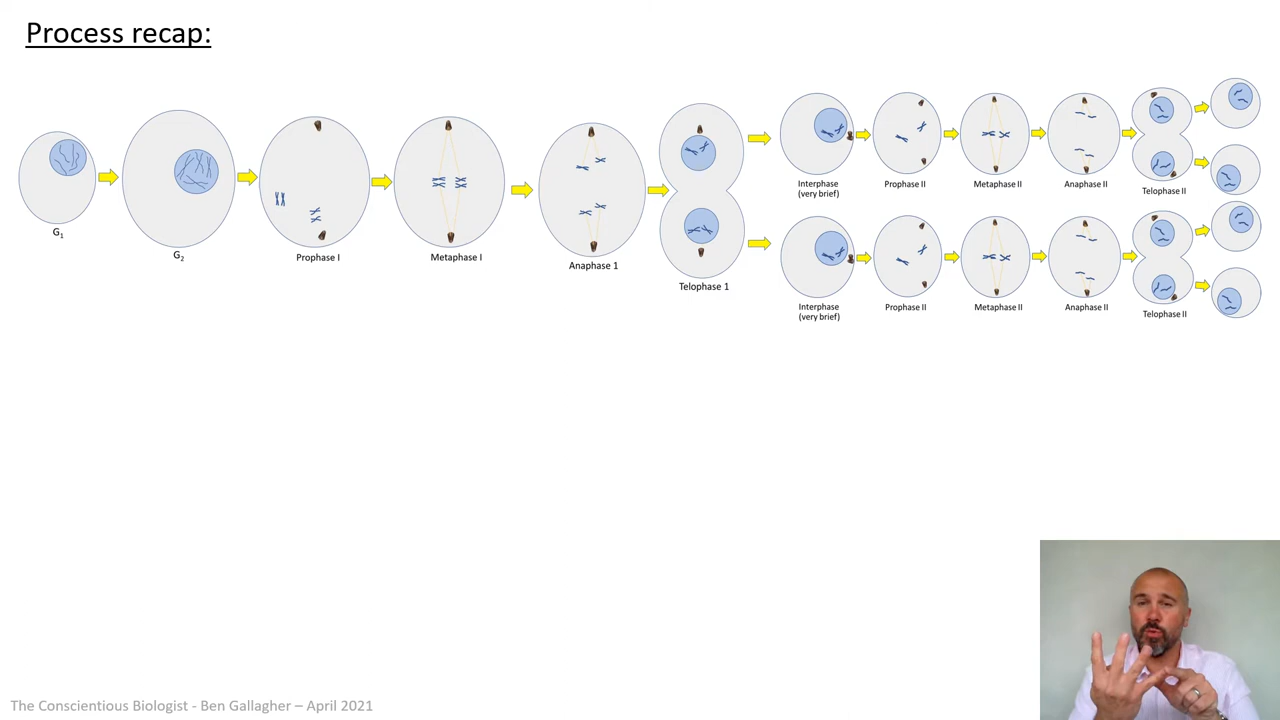 Process recap:
G1
G2
Prophase I
Metaphase I
Anaphase 1
Telophase 1
Interphase
(very brief)
Prophase II
Metaphase II
Anaphase II
Telophase II
Interphase
(very brief)
Prophase II
Metaphase II
Anaphase II
Telophase II
The Conscientious Biologist - Ben Gallagher – April 2021